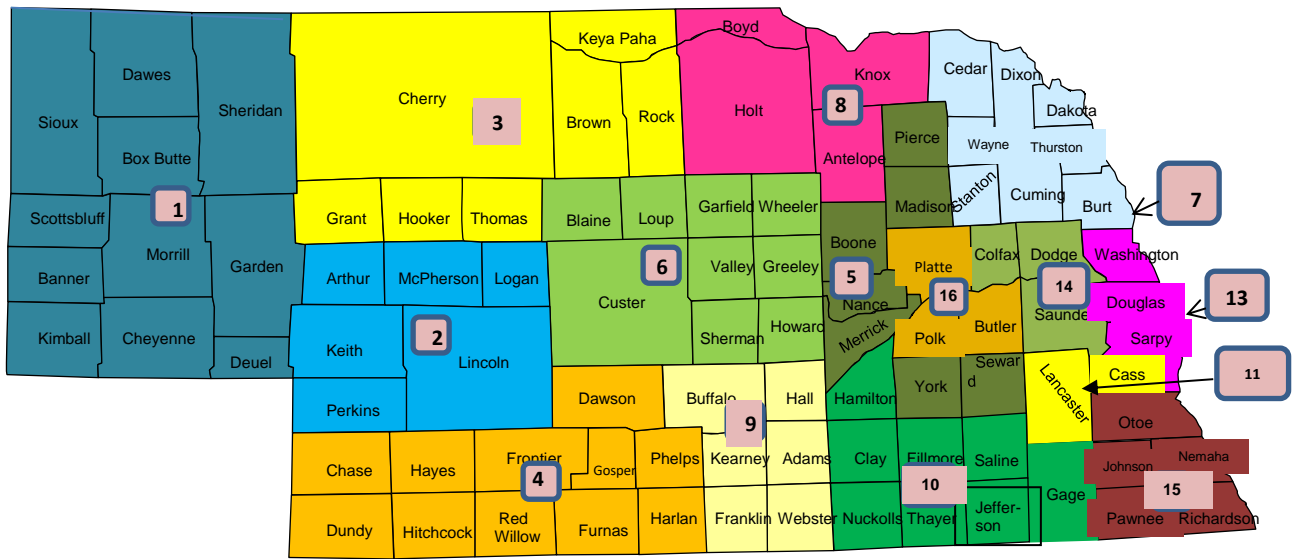 Boyd
Keya Paha
Knox
Cedar
Dixon
Dawes
Cherry
Sheridan
Holt
Brown
Rock
3
8
Dakota
Sioux
Pierce
Wayne
Thurston
Box Butte
Antelope
1
Stanton
Cuming
Burt
7
Scottsbluff
Grant
Hooker
Thomas
Blaine
Loup
Garfield
Wheeler
Madison
Morrill
Boone
Colfax
Dodge
Washington
Banner
Garden
Arthur
McPherson
Logan
6
Valley
Greeley
5
Platte
16
14
Custer
Nance
Douglas
13
Kimball
Cheyenne
2
Keith
Lincoln
Sherman
Howard
Merrick
Polk
Butler
Saunde
Sarpy
Deuel
Sewar
d
Cass
11
Perkins
Dawson
Buffalo
Hall
Hamilton
York
Lancaster
Otoe
9
Chase
Hayes
Frontier
Gosper
Phelps
Kearney
Adams
Clay
Fillmore
Saline
Johnson
Nemaha
4
10
15
Gage
Dundy
Hitchcock
Red
Willow
Furnas
Harlan
Franklin
Webster
Nuckolls
Thayer
Jeffer-
son
Pawnee
Richardson